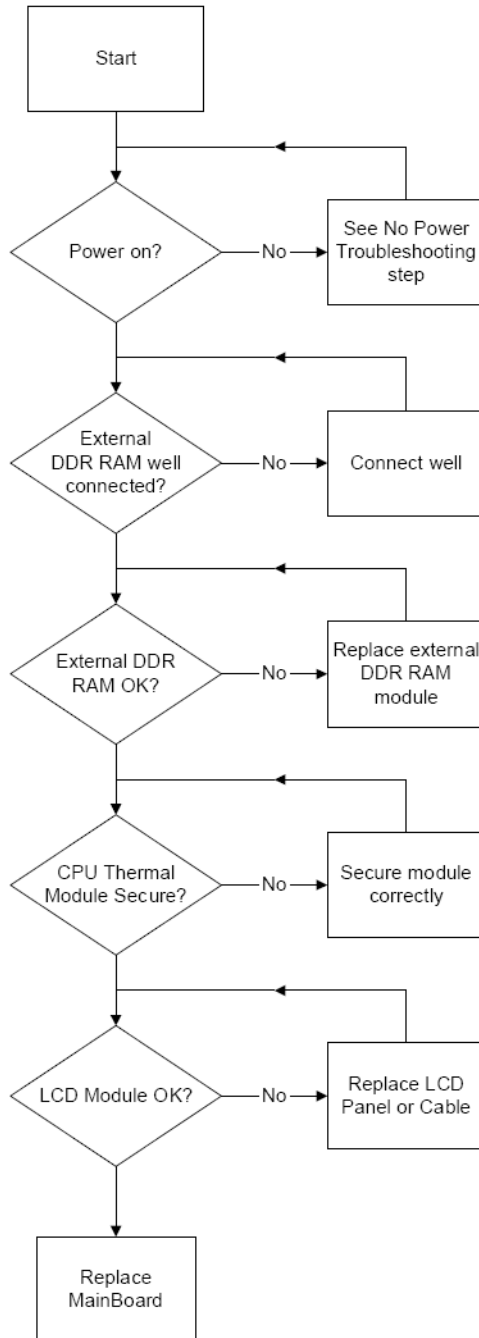 Start
Power on?
No
See No Power
Troubleshooting
step
External
DDR RAM well
connected?
No
Connect well
External DDR
RAM OK?
No
Replace external
DDR RAM
module
CPU Thermal
Module Secure?
No
Secure module
correctly
LCD Module OK?
No
Replace LCD
Panel or Cable
Replace
MainBoard